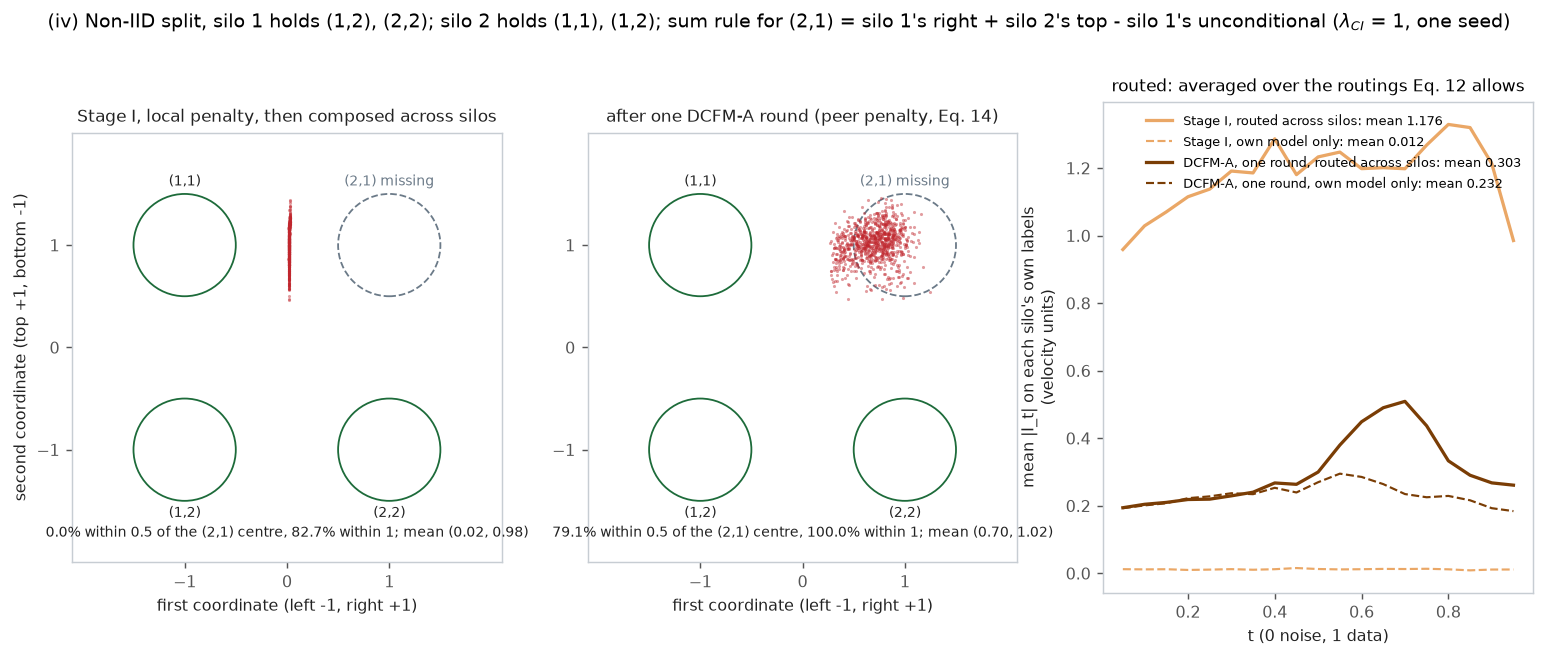 (iv) Non-IID split, silo 1 holds (1,2), (2,2); silo 2 holds (1,1), (1,2); sum rule for (2,1) = silo 1's right + silo 2's top - silo 1's unconditional (λ_CI = 1, one seed)
Stage I, local penalty, then composed across silos
second coordinate (top +1, bottom -1)
1
0
−1
(1,1)
(2,1) missing
(1,2)
(2,2)
0.0% within 0.5 of the (2,1) centre, 82.7% within 1; mean (0.02, 0.98)
−1
0
1
first coordinate (left -1, right +1)
after one DCFM-A round (peer penalty, Eq. 14)
1
0
−1
(1,1)
(2,1) missing
(1,2)
(2,2)
79.1% within 0.5 of the (2,1) centre, 100.0% within 1; mean (0.70, 1.02)
−1
0
1
first coordinate (left -1, right +1)
routed: averaged over the routings Eq. 12 allows
mean |I_t| on each silo's own labels
(velocity units)
Stage I, routed across silos: mean 1.176
Stage I, own model only: mean 0.012
DCFM-A, one round, routed across silos: mean 0.303
DCFM-A, one round, own model only: mean 0.232
1.2
1.0
0.8
0.6
0.4
0.2
0.0
0.2
0.4
0.6
0.8
t (0 noise, 1 data)